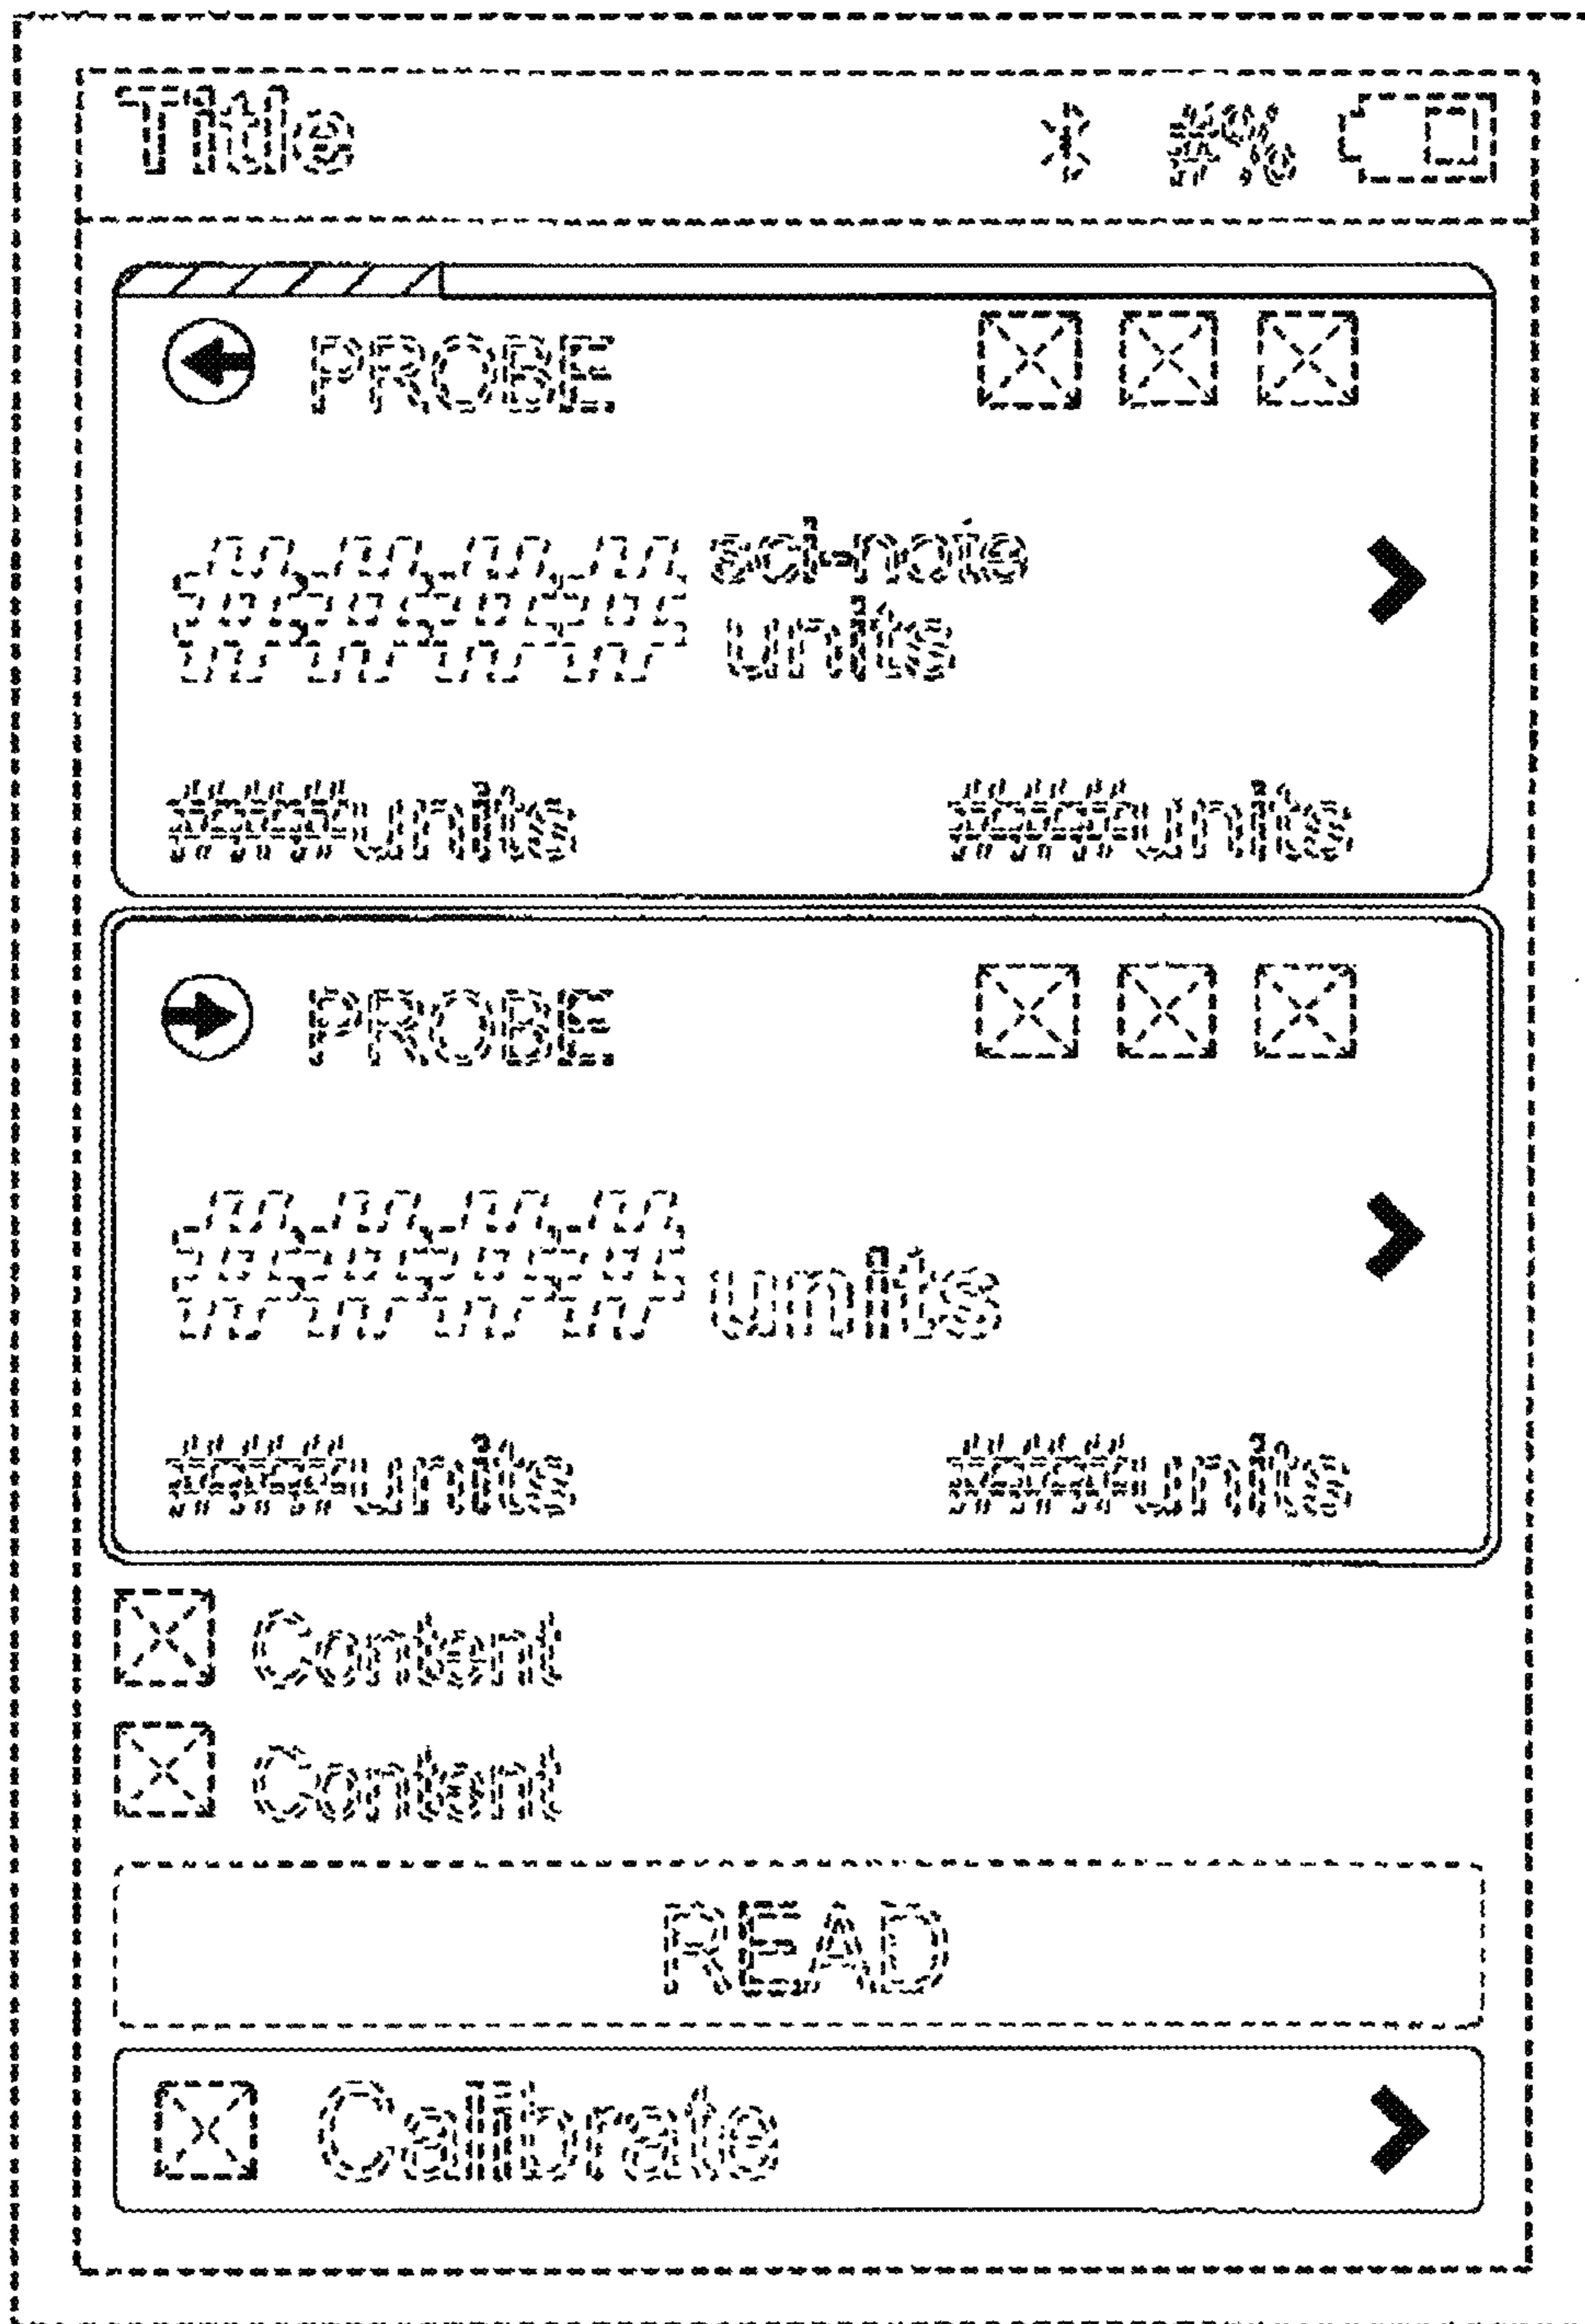 Title #%
PROBE
#### sci-note
units
###units ###units
PROBE
#### units
###units ###units
Content
Content
READ
Calibrate